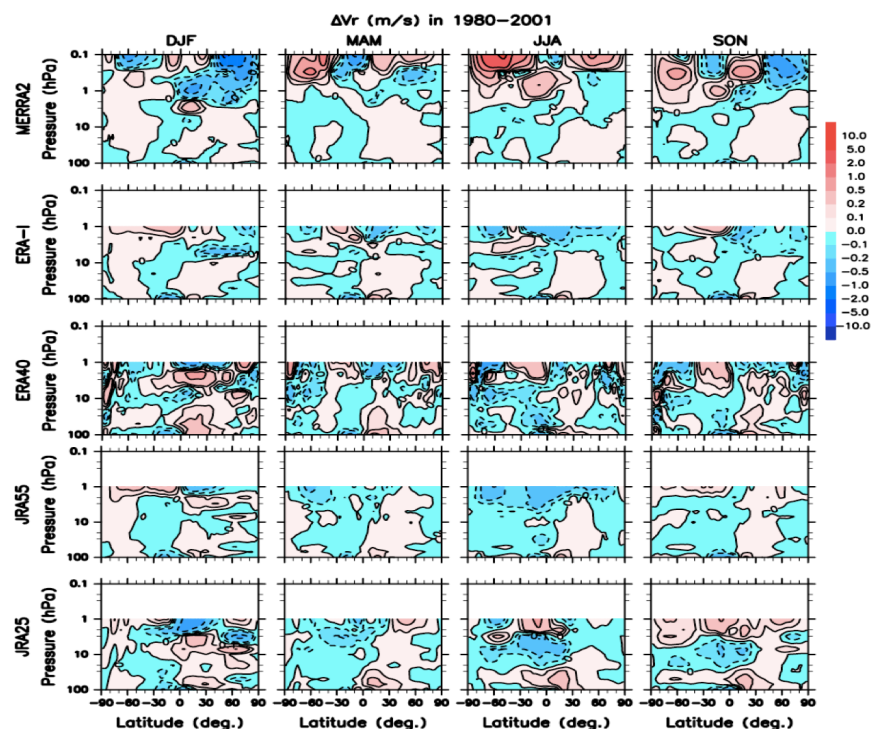 ΔVr (m/s) in 1980−2001
DJF MAM JJA SON
MERRA2
Pressure (hPa)
0.1
1
10
100
ERA−I
Pressure (hPa)
0.1
1
10
100
ERA40
Pressure (hPa)
0.1
1
10
100
JRA55
Pressure (hPa)
0.1
1
10
100
JRA25
Pressure (hPa)
0.1
1
10
100
−90 −60 −30 0 30 60 90
−90 −60 −30 0 30 60 90
−90 −60 −30 0 30 60 90
−90 −60 −30 0 30 60 90
Latitude (deg.) Latitude (deg.) Latitude (deg.) Latitude (deg.)
10.0
5.0
2.0
1.0
0.5
0.2
0.1
0.0
−0.1
−0.2
−0.5
−1.0
−2.0
−5.0
−10.0